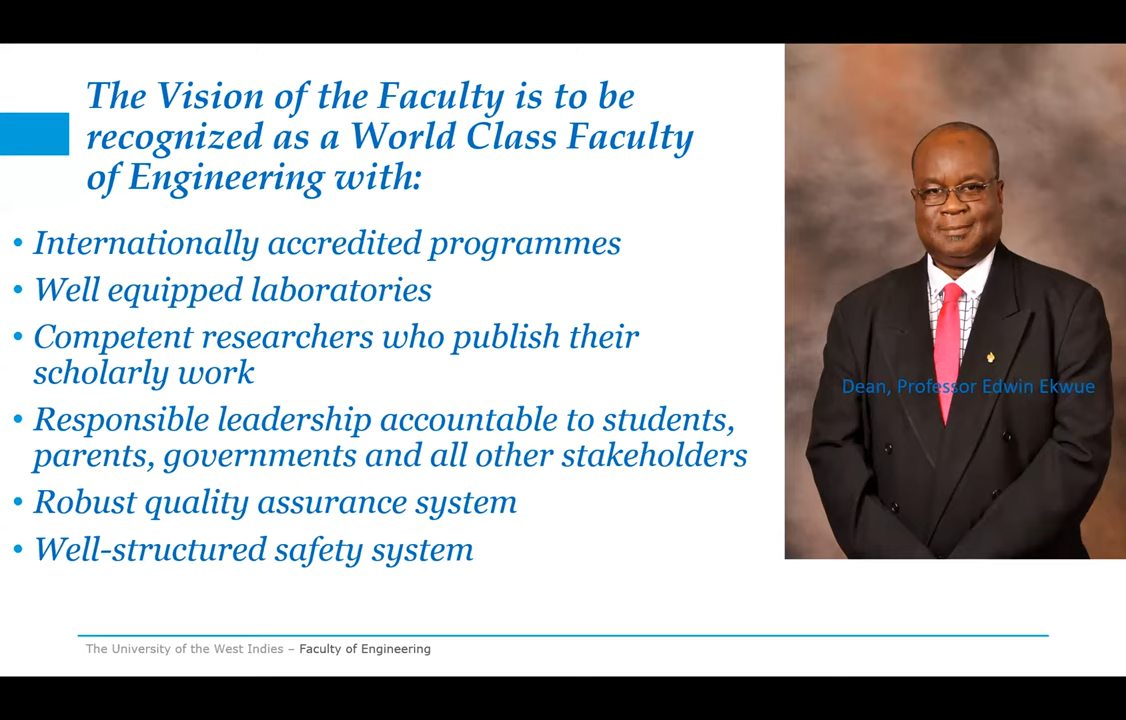 The Vision of the Faculty is to be
recognized as a World Class Faculty
of Engineering with:
• Internationally accredited programmes
• Well equipped laboratories
• Competent researchers who publish their
scholarly work
• Responsible leadership accountable to students,
parents, governments and all other stakeholders
• Robust quality assurance system
• Well-structured safety system
Dean, Professor Edwin Ekwue
The University of the West Indies – Faculty of Engineering